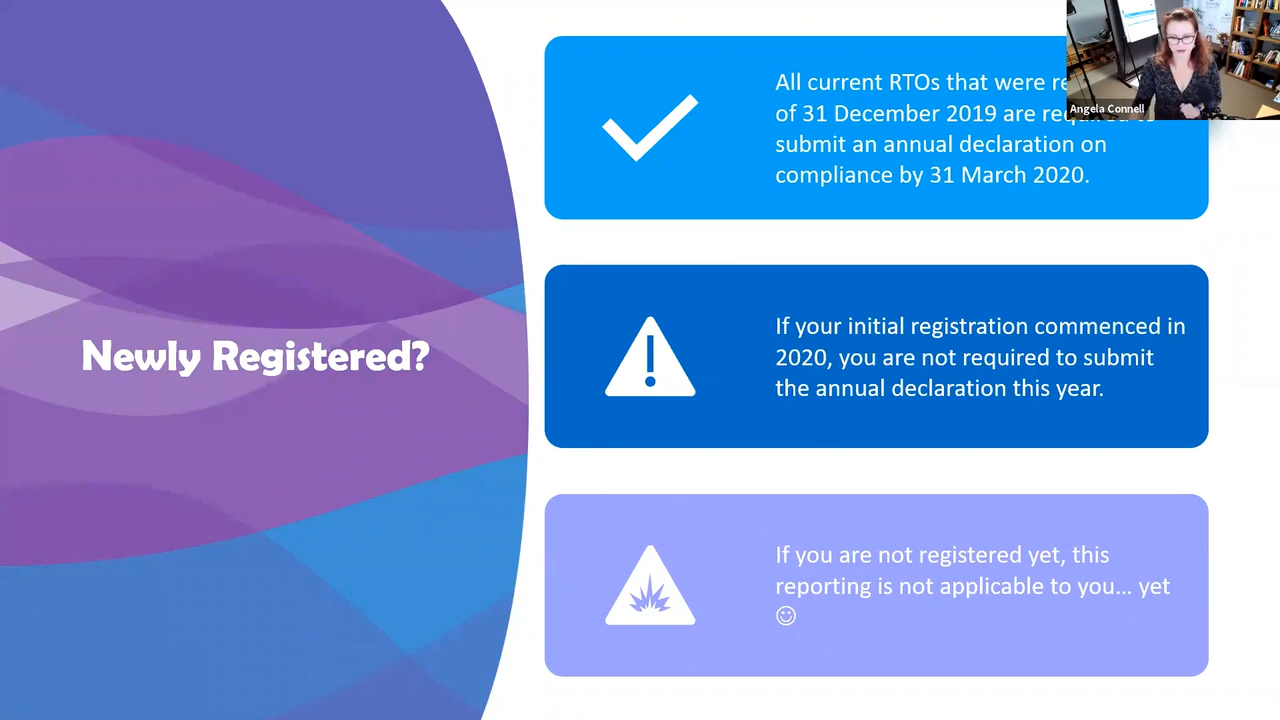 Newly Registered?
All current RTOs that were
of 31 December 2019 are required to
submit an annual declaration on
compliance by 31 March 2020.
If your initial registration commenced in
2020, you are not required to submit
the annual declaration this year.
If you are not registered yet, this
reporting is not applicable to you... yet
☺
Angela Connell